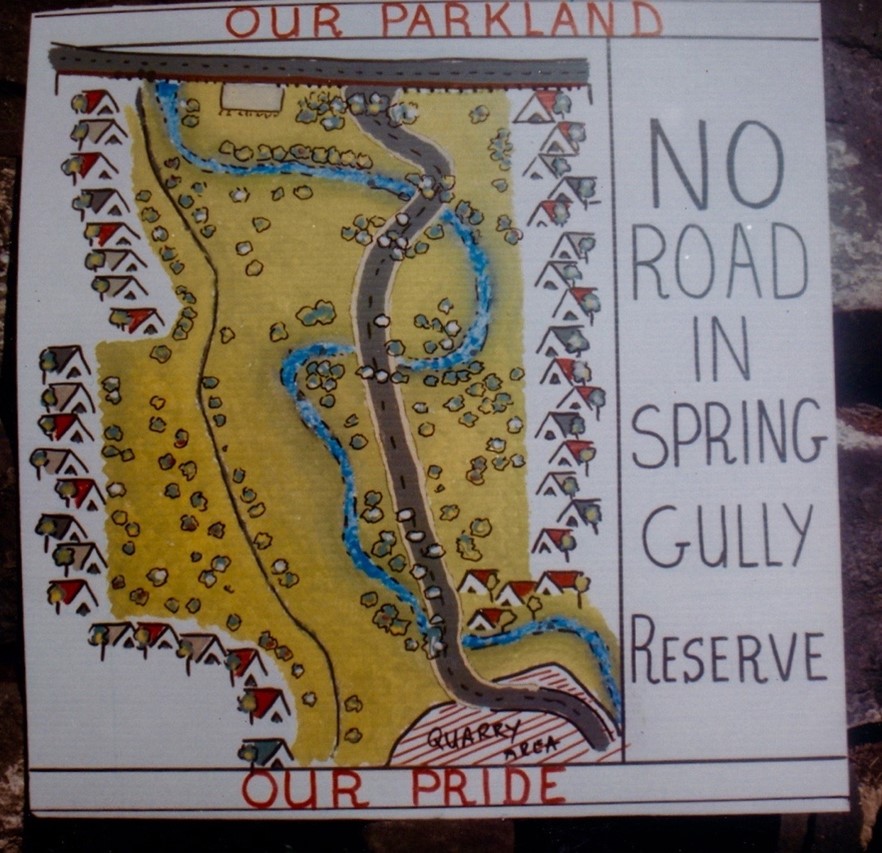 OUR PARKLAND
NO
ROAD
IN
SPRING
GULLY
RESERVE
QUARRY
AREA
OUR PRIDE